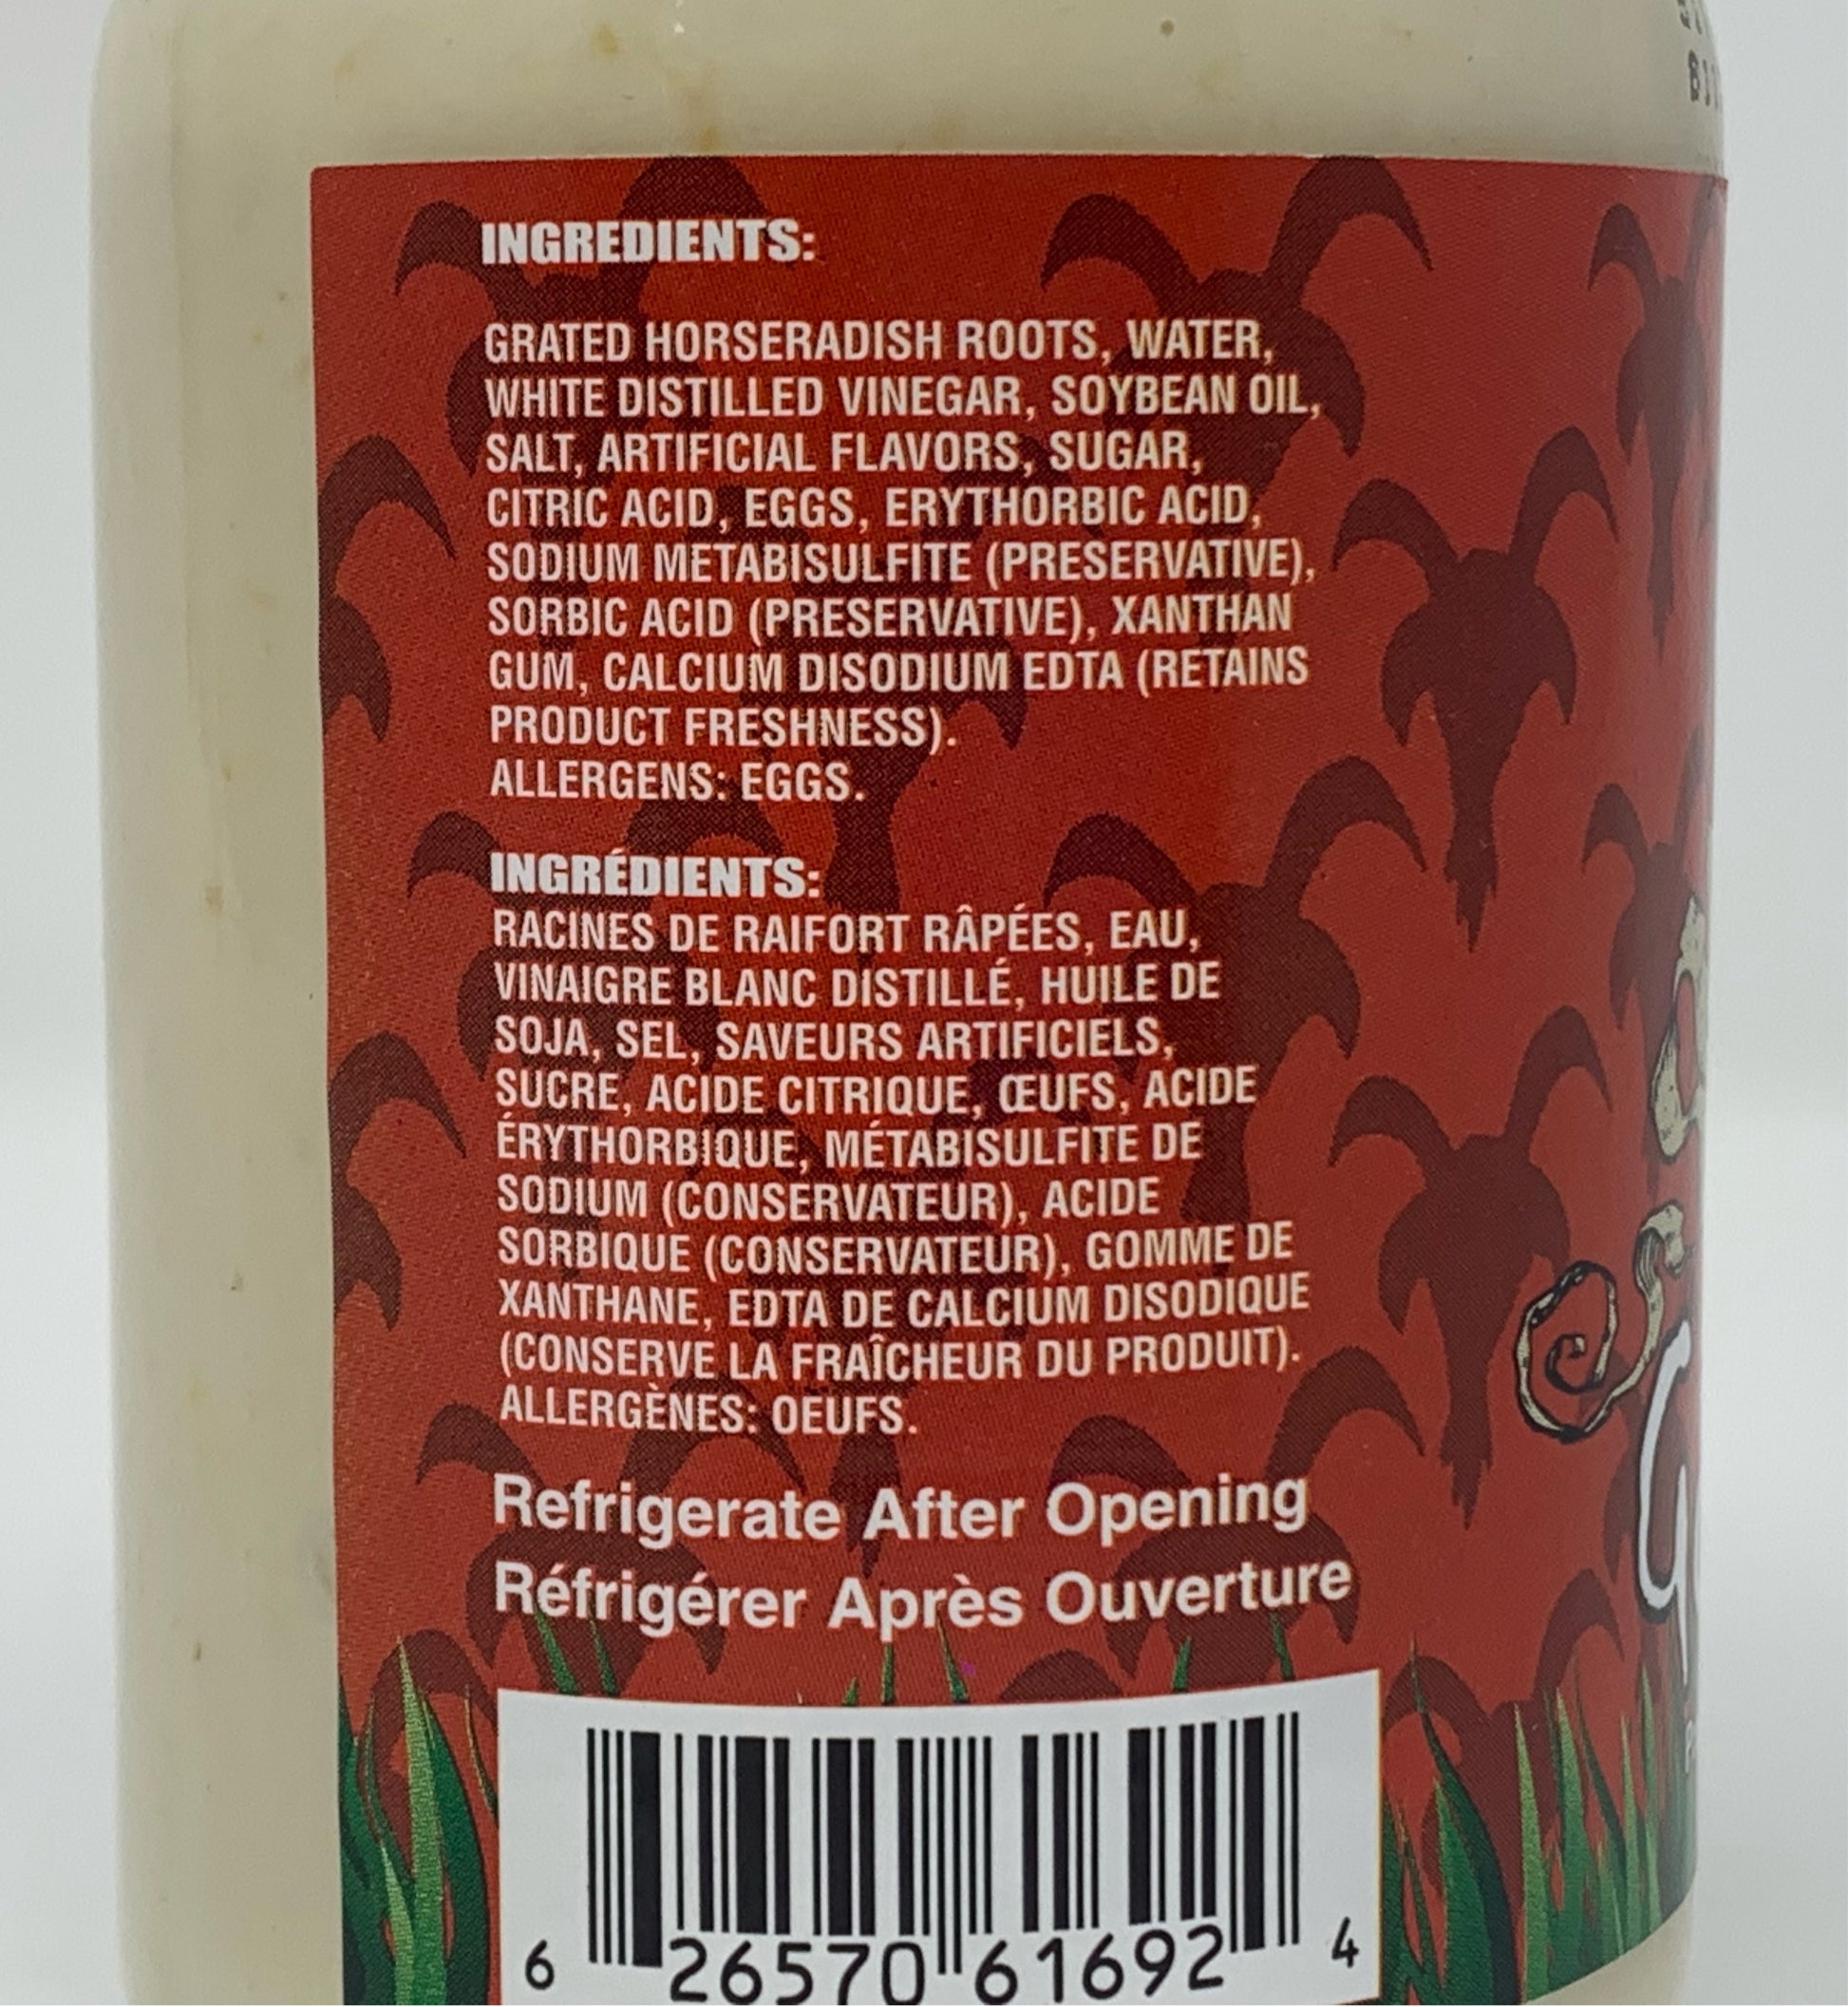 INGREDIENTS:
GRATED HORSERADISH ROOTS, WATER,
WHITE DISTILLED VINEGAR, SOYBEAN OIL,
SALT, ARTIFICIAL FLAVORS, SUGAR,
CITRIC ACID, EGGS, ERYTHORBIC ACID,
SODIUM METABISULFITE (PRESERVATIVE),
SORBIC ACID (PRESERVATIVE), XANTHAN
GUM, CALCIUM DISODIUM EDTA (RETAINS
PRODUCT FRESHNESS).
ALLERGENS: EGGS.
INGRÉDIENTS:
RACINES DE RAIFORT RÂPÉES, EAU,
VINAIGRE BLANC DISTILLÉ, HUILE DE
SOJA, SEL, SAVEURS ARTIFICIELS,
SUCRE, ACIDE CITRIQUE, ŒUFS, ACIDE
ÉRYTHORBIQUE, MÉTABISULFITE DE
SODIUM (CONSERVATEUR), ACIDE
SORBIQUE (CONSERVATEUR), GOMME DE
XANTHANE, EDTA DE CALCIUM DISODIQUE
(CONSERVE LA FRAÎCHEUR DU PRODUIT).
ALLERGÈNES: OEUFS.
Refrigerate After Opening
Réfrigérer Après Ouverture
6 26570 61692 4